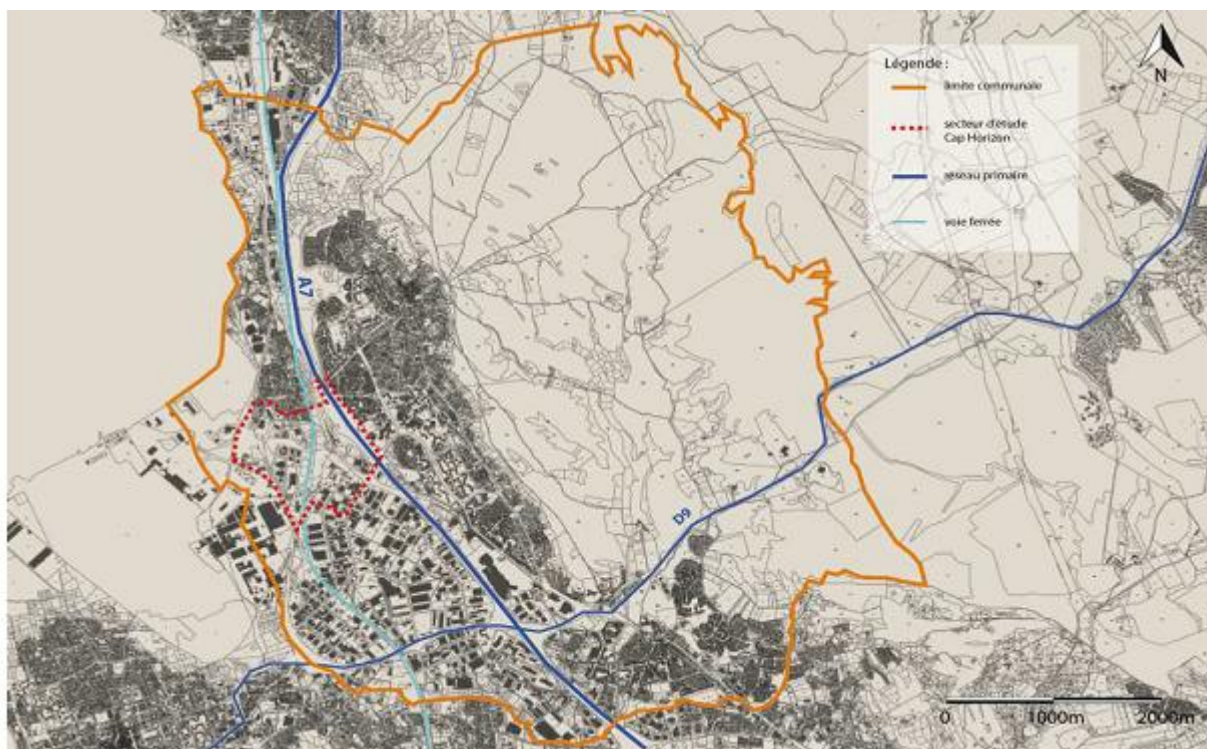 N
Légende :
limite communale
secteur d'étude
Cap Horizon
réseau primaire
voie ferrée
A7
D9
0 1000m 2000m